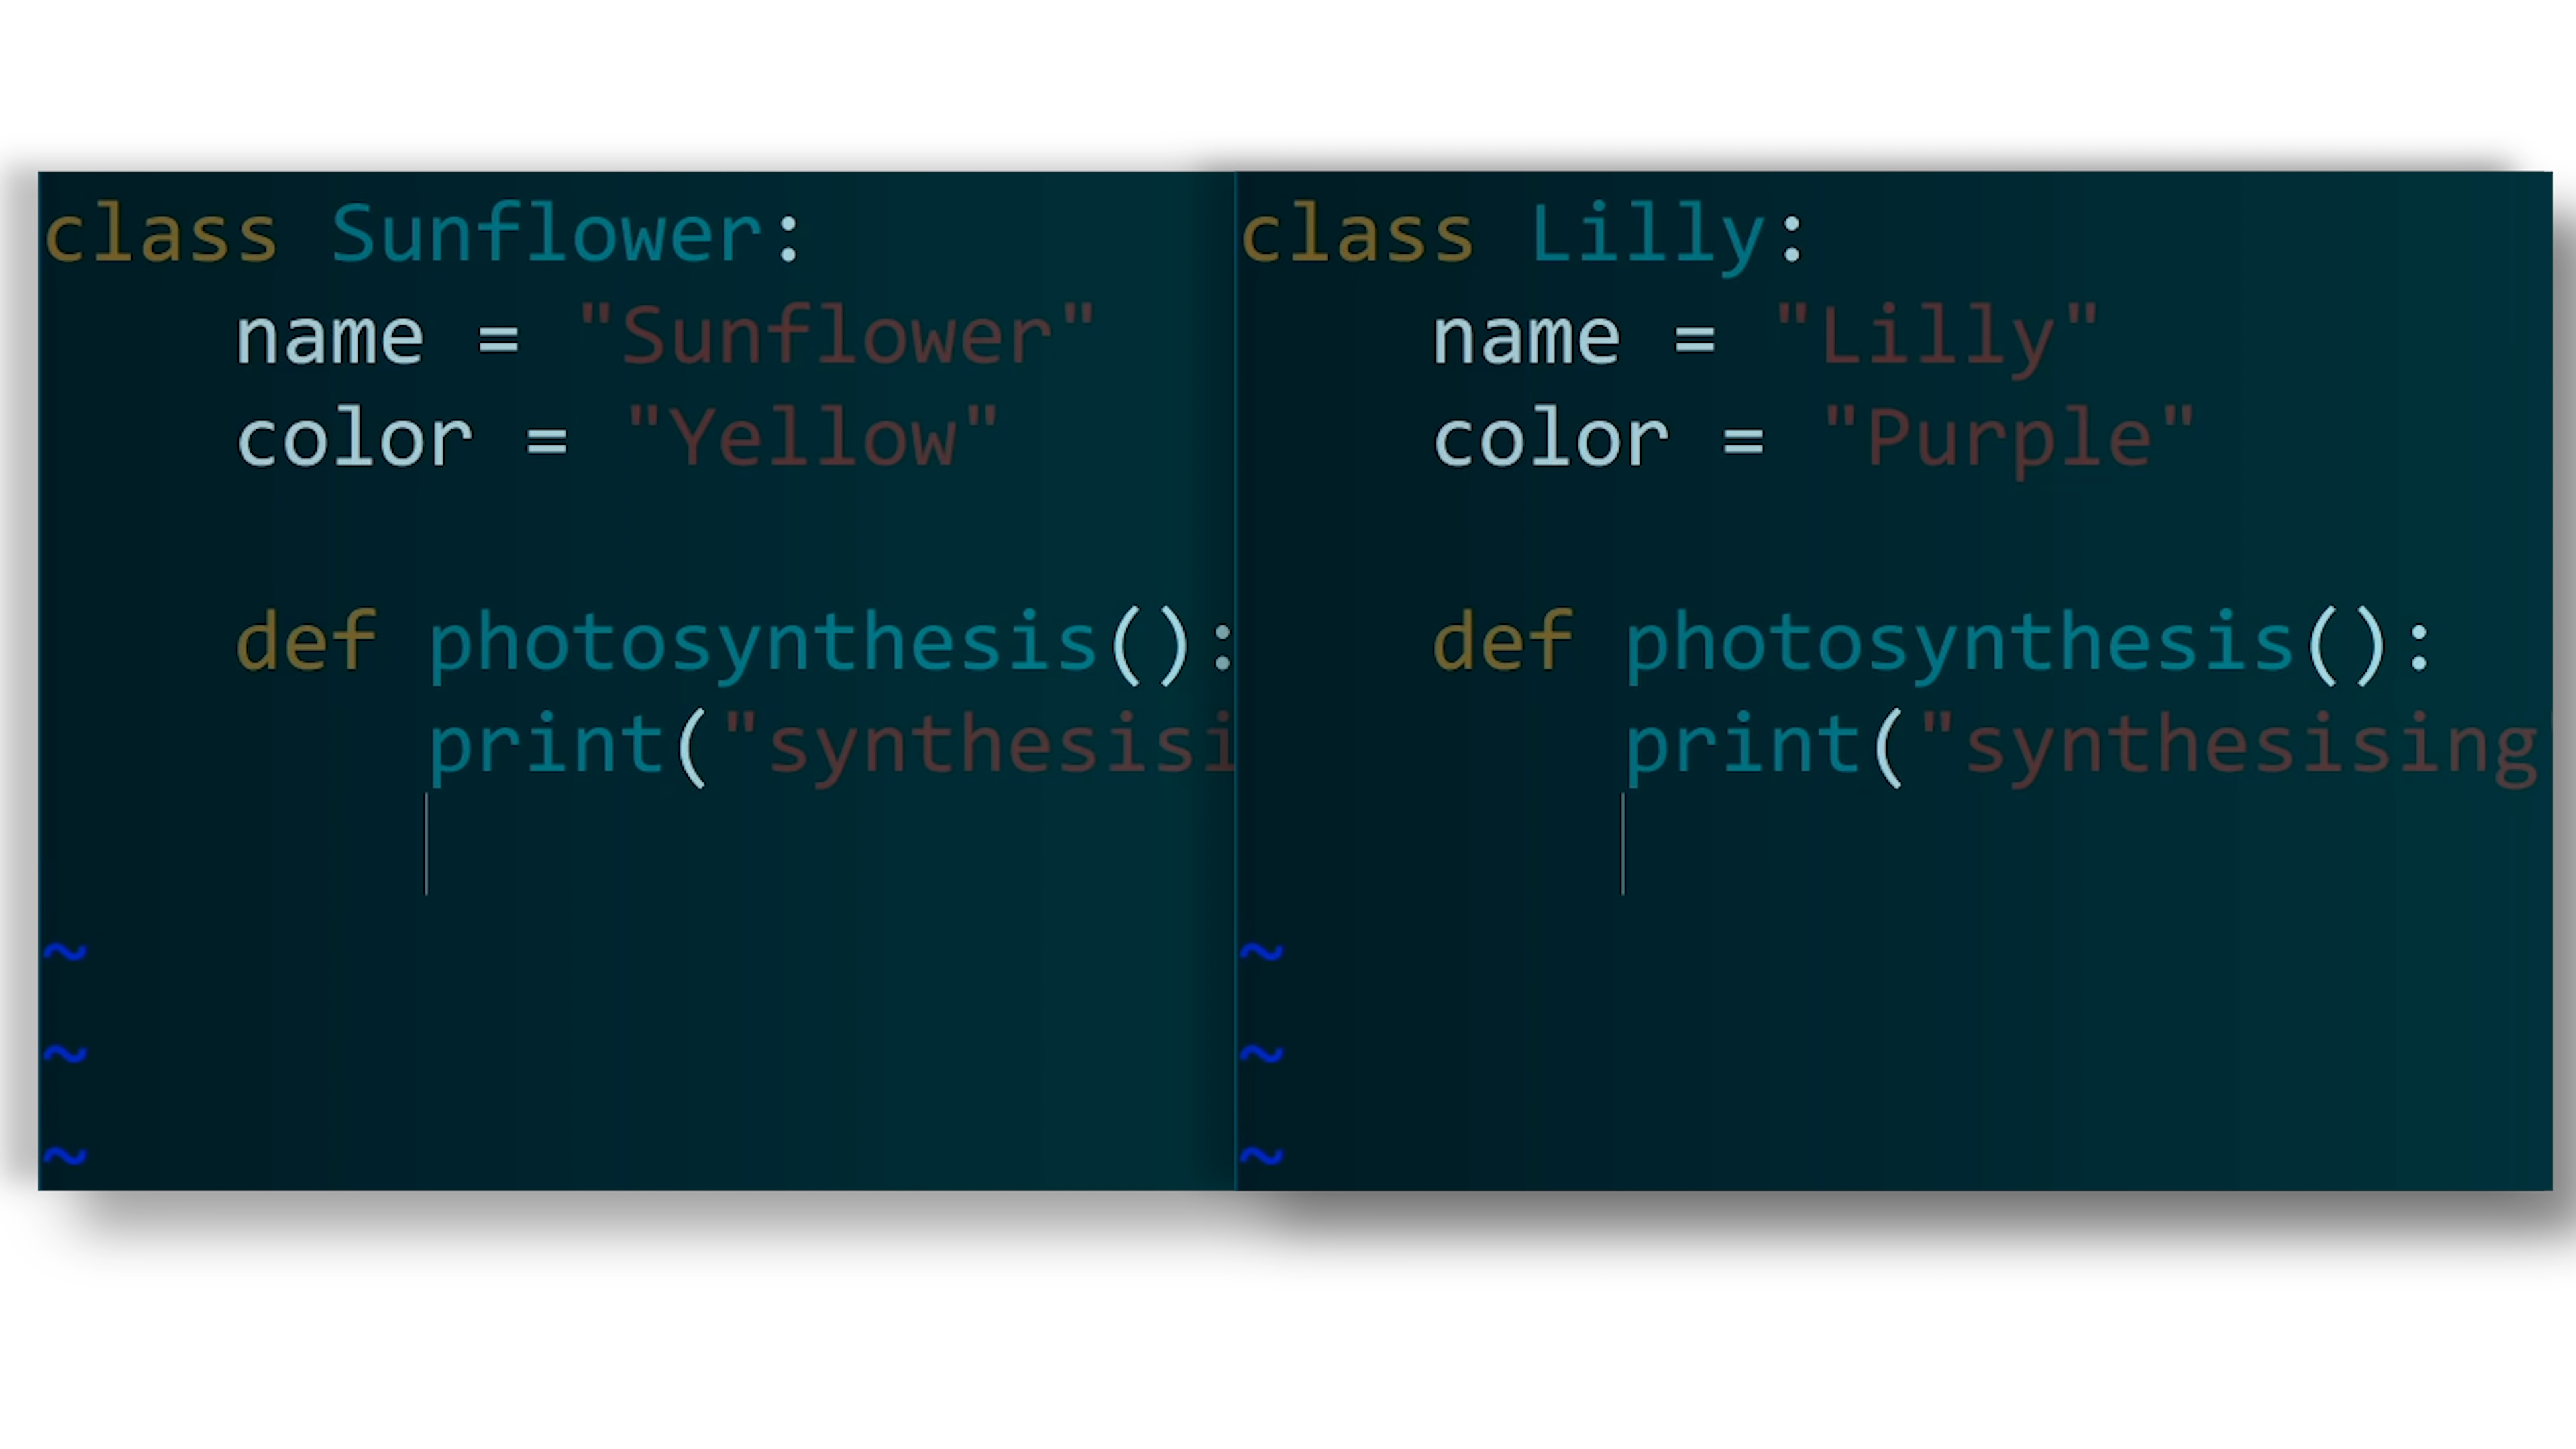 class Sunflower:
    name = "Sunflower"
    color = "Yellow"
    def photosynthesis():
        print("synthesisi
~
~
~
class Lilly:
    name = "Lilly"
    color = "Purple"
    def photosynthesis():
        print("synthesising
~
~
~